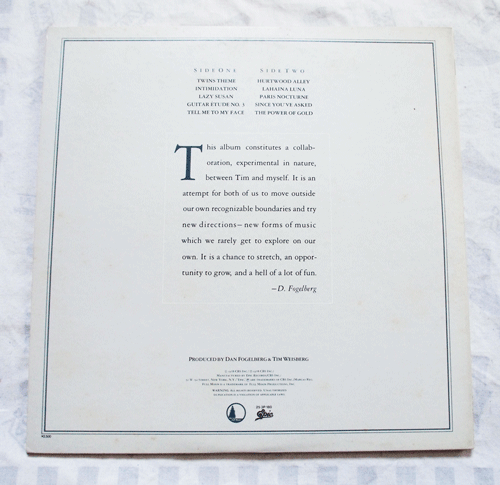 SIDE ONE
TWINS THEME
INTIMIDATION
LAZY SUSAN
GUITAR ETUDE NO. 3
TELL ME TO MY FACE
SIDE TWO
HURTWOOD ALLEY
LAHAINA LUNA
PARIS NOCTURNE
SINCE YOU'VE ASKED
THE POWER OF GOLD
This album constitutes a collab-
oration, experimental in nature,
between Tim and myself. It is an
attempt for both of us to move outside
our own recognizable boundaries and try
new directions—new forms of music
which we rarely get to explore on our
own. It is a chance to stretch, an oppor-
tunity to grow, and a hell of a lot of fun.
—D. Fogelberg
PRODUCED BY DAN FOGELBERG & TIM WEISBERG
Epic